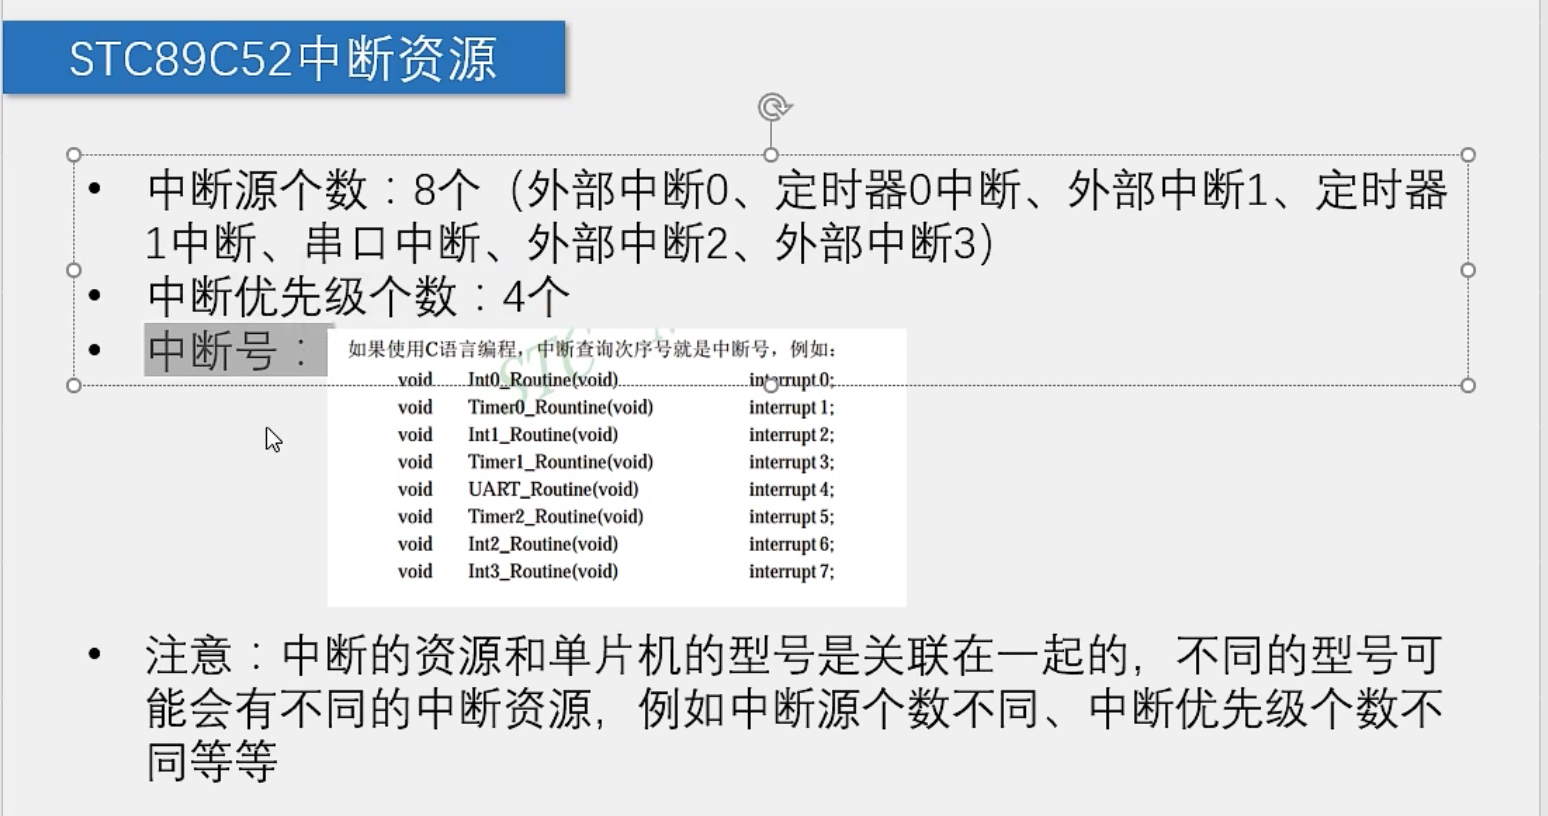 STC89C52中断资源
• 中断源个数：8个（外部中断0、定时器0中断、外部中断1、定时器
1中断、串口中断、外部中断2、外部中断3）
• 中断优先级个数：4个
• 中断号：
如果使用C语言编程，中断查询次序号就是中断号，例如：
void Int0_Routine(void) interrupt 0;
void Timer0_Rountine(void) interrupt 1;
void Int1_Routine(void) interrupt 2;
void Timer1_Rountine(void) interrupt 3;
void UART_Routine(void) interrupt 4;
void Timer2_Routine(void) interrupt 5;
void Int2_Routine(void) interrupt 6;
void Int3_Routine(void) interrupt 7;
• 注意：中断的资源和单片机的型号是关联在一起的，不同的型号可
能会有不同的中断资源，例如中断源个数不同、中断优先级个数不
同等等